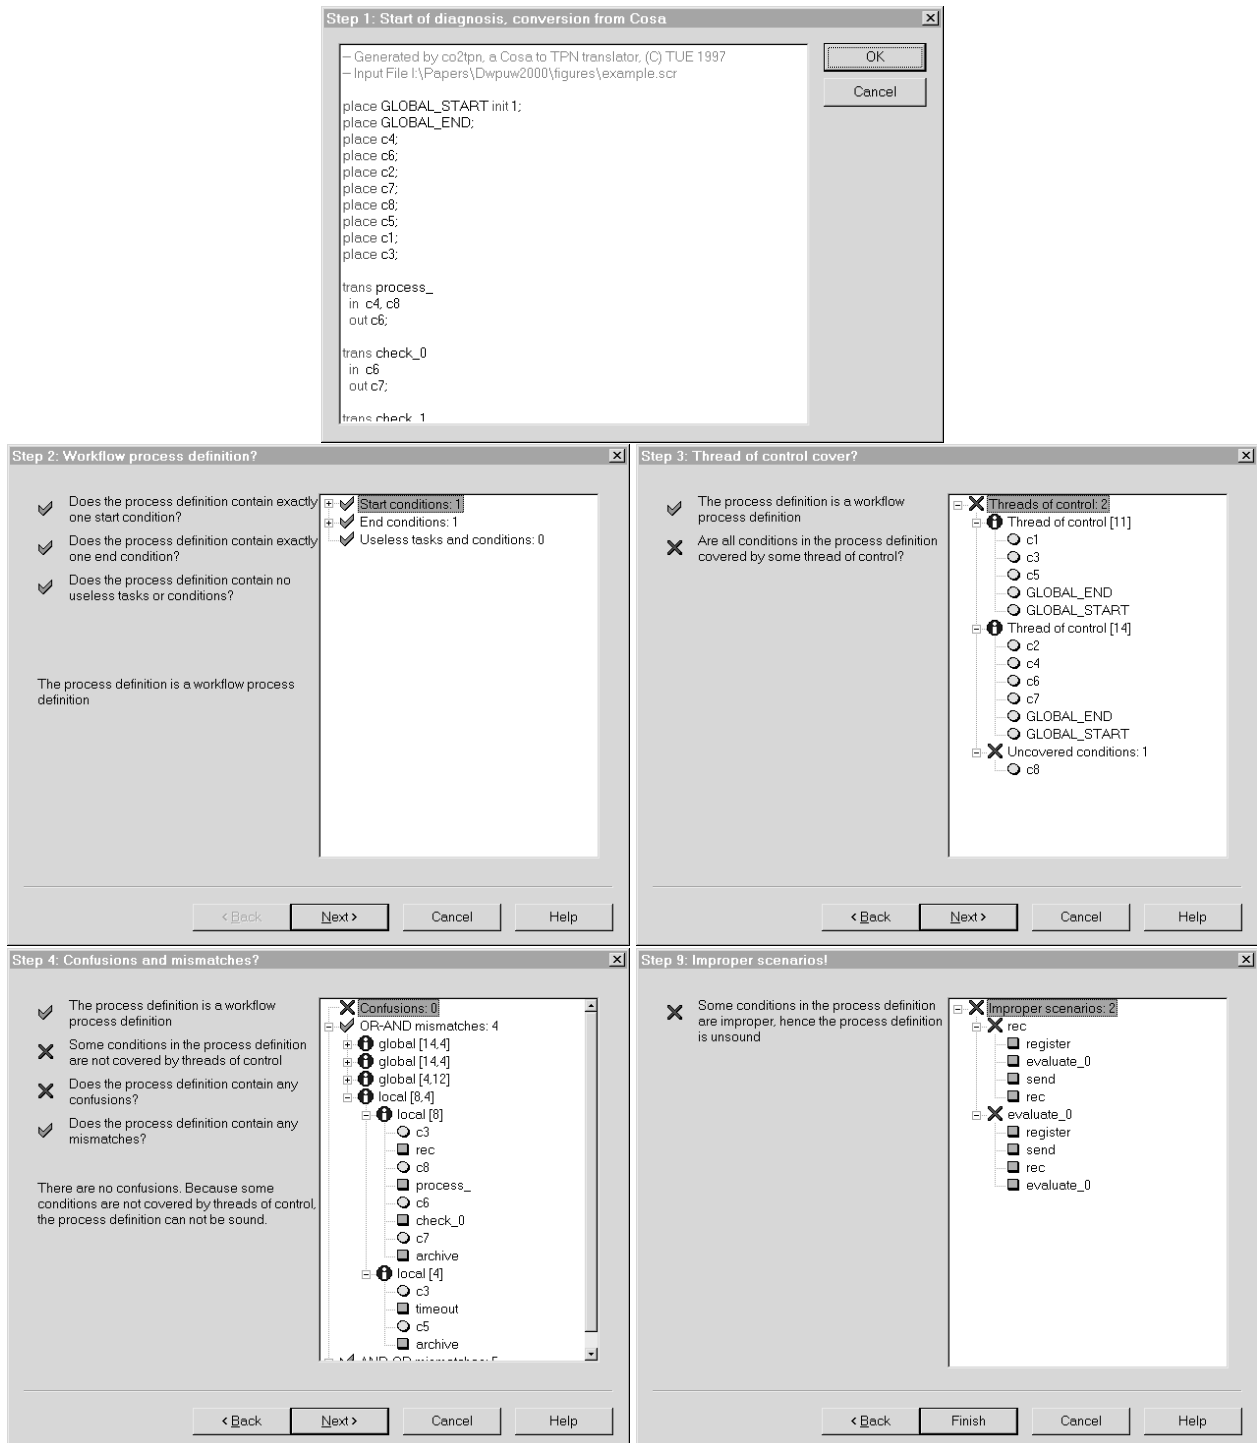 Step 1: Start of diagnosis, conversion from Cosa
-- Generated by co2tpn, a Cosa to TPN translator, (C) TUE 1997
-- Input File I:\Papers\Dwpuw2000\figures\example.scr
place GLOBAL_START init 1;
place GLOBAL_END;
place c4;
place c6;
place c2;
place c7;
place c8;
place c5;
place c1;
place c3;
trans process_
in c4, c8
out c6;
trans check_0
in c6
out c7;
trans check_1
OK
Cancel
Step 2: Workflow process definition?
Does the process definition contain exactly
one start condition?
Does the process definition contain exactly
one end condition?
Does the process definition contain no
useless tasks or conditions?
The process definition is a workflow process
definition
Start conditions: 1
End conditions: 1
Useless tasks and conditions: 0
< Back
Next >
Cancel
Help
Step 3: Thread of control cover?
The process definition is a workflow
process definition
Are all conditions in the process definition
covered by some thread of control?
Threads of control: 2
Thread of control [11]
c1
c3
c5
GLOBAL_END
GLOBAL_START
Thread of control [14]
c2
c4
c6
c7
GLOBAL_END
GLOBAL_START
Uncovered conditions: 1
c8
< Back
Next >
Cancel
Help
Step 4: Confusions and mismatches?
The process definition is a workflow
process definition
Some conditions in the process definition
are not covered by threads of control
Does the process definition contain any
confusions?
Does the process definition contain any
mismatches?
There are no confusions. Because some
conditions are not covered by threads of control,
the process definition can not be sound.
Confusions: 0
OR-AND mismatches: 4
global [14,4]
global [14,4]
global [4,12]
local [8,4]
local [8]
c3
rec
c8
process_
c6
check_0
c7
archive
local [4]
c3
timeout
c5
archive
AND-OR mismatches: 5
< Back
Next >
Cancel
Help
Step 9: Improper scenarios!
Some conditions in the process definition
are improper, hence the process definition
is unsound
Improper scenarios: 2
rec
register
evaluate_0
send
rec
evaluate_0
register
send
rec
evaluate_0
< Back
Finish
Cancel
Help